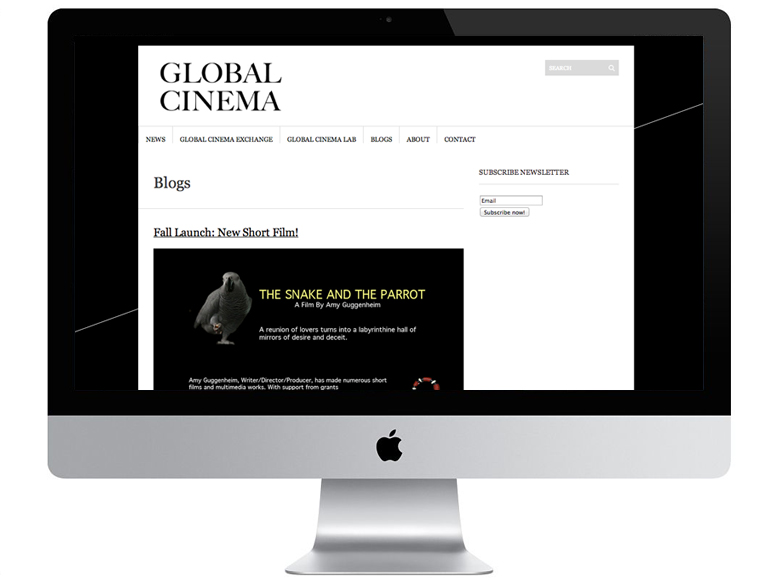 GLOBAL
CINEMA
SEARCH
NEWS
GLOBAL CINEMA EXCHANGE
GLOBAL CINEMA LAB
BLOGS
ABOUT
CONTACT
Blogs
SUBSCRIBE NEWSLETTER
Email
Subscribe now!
Fall Launch: New Short Film!
THE SNAKE AND THE PARROT
A Film By Amy Guggenheim
A reunion of lovers turns into a labyrinthine hall of
mirrors of desire and deceit.
Amy Guggenheim, Writer/Director/Producer, has made numerous short
films and multimedia works. With support from grants